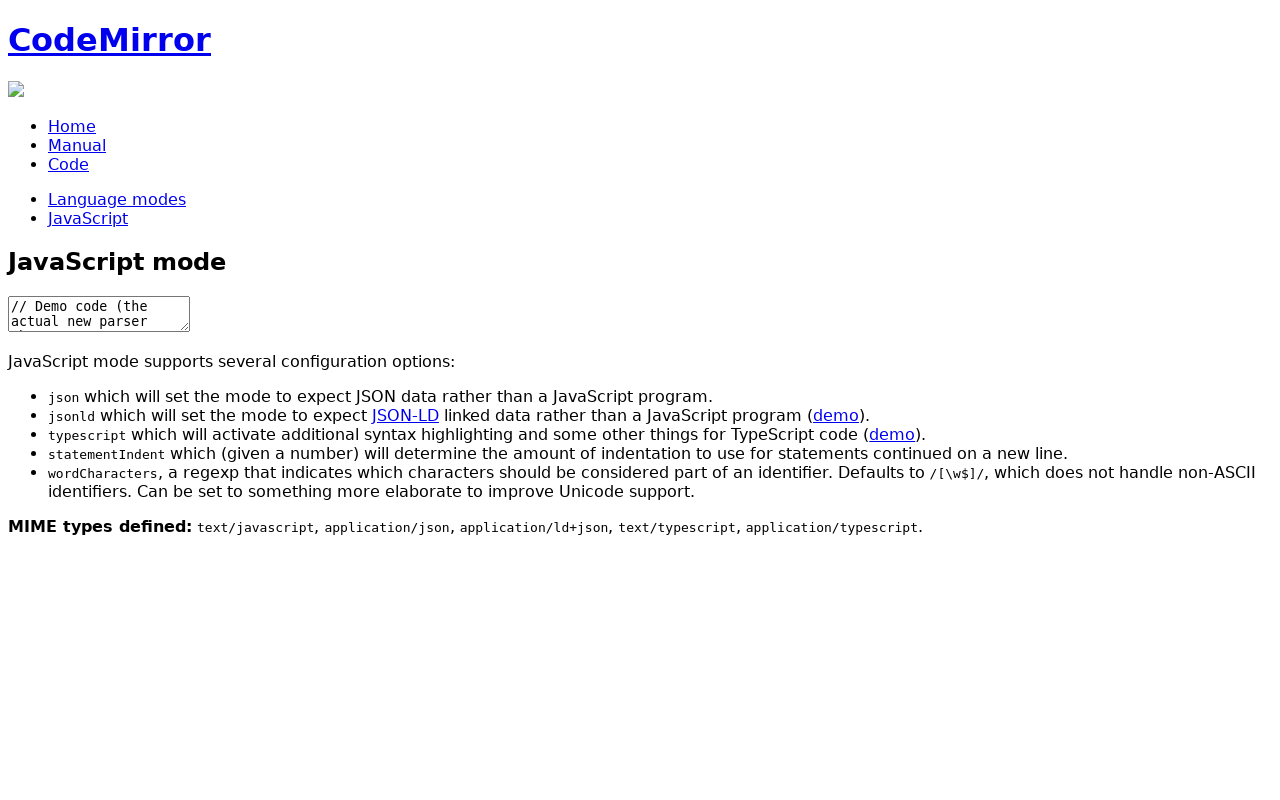 CodeMirror
Home
Manual
Code
Language modes
JavaScript
JavaScript mode
// Demo code (the
actual new parser
JavaScript mode supports several configuration options:
json which will set the mode to expect JSON data rather than a JavaScript program.
jsonld which will set the mode to expect JSON-LD linked data rather than a JavaScript program (demo).
typescript which will activate additional syntax highlighting and some other things for TypeScript code (demo).
statementIndent which (given a number) will determine the amount of indentation to use for statements continued on a new line.
wordCharacters, a regexp that indicates which characters should be considered part of an identifier. Defaults to /[\w$]/, which does not handle non-ASCII
identifiers. Can be set to something more elaborate to improve Unicode support.
MIME types defined: text/javascript, application/json, application/ld+json, text/typescript, application/typescript.